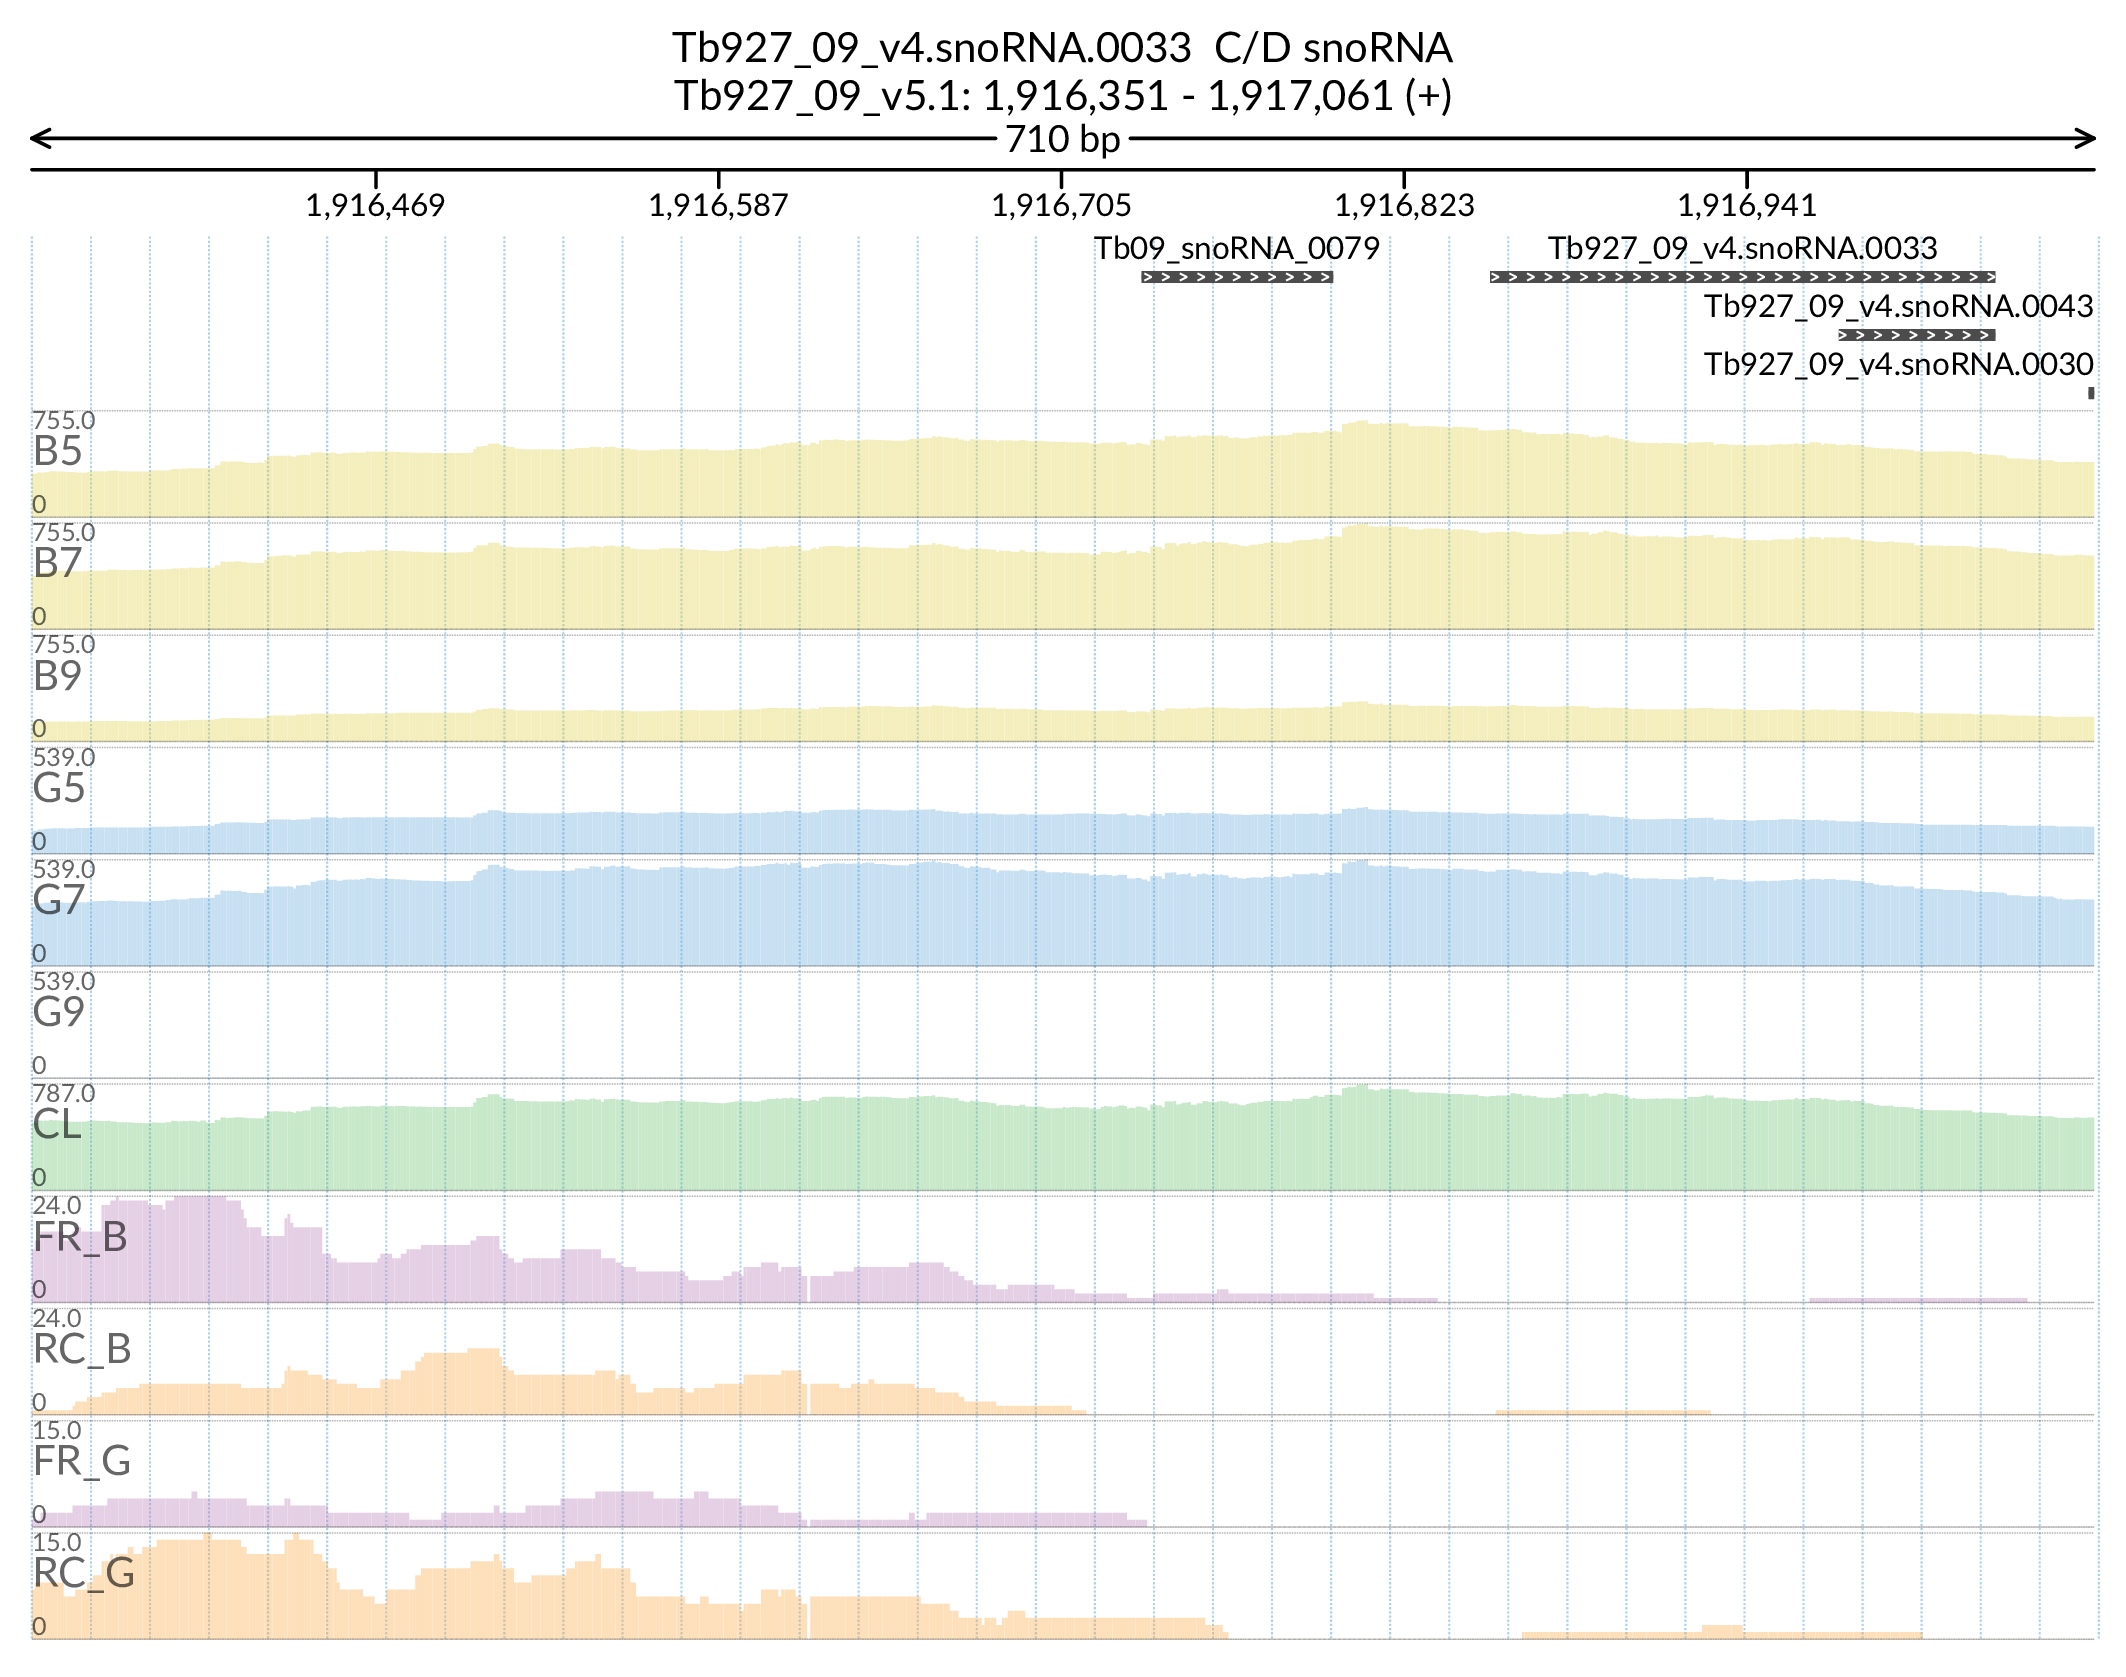 Tb927_09_v4.snoRNA.0033  C/D snoRNA
Tb927_09_v5.1: 1,916,351 - 1,917,061 (+)
710 bp
1,916,469 1,916,587 1,916,705 1,916,823 1,916,941
Tb09_snoRNA_0079 Tb927_09_v4.snoRNA.0033
Tb927_09_v4.snoRNA.0043
Tb927_09_v4.snoRNA.0030
755.0
B5
0
755.0
B7
0
755.0
B9
0
539.0
G5
0
539.0
G7
0
539.0
G9
0
787.0
CL
0
24.0
FR_B
0
24.0
RC_B
0
15.0
FR_G
0
15.0
RC_G
0